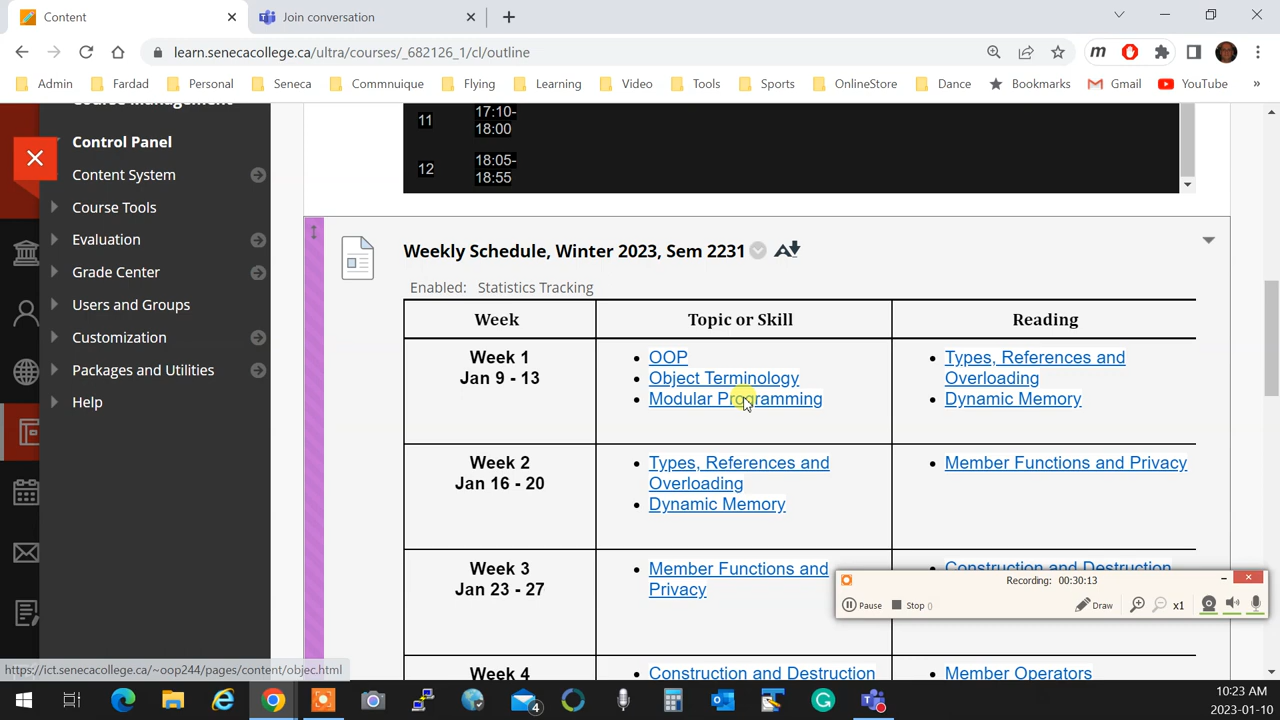 Content
Join conversation
learn.senecacollege.ca/ultra/courses/_682126_1/cl/outline
Admin
Fardad
Personal
Seneca
Commnuique
Flying
Learning
Video
Tools
Sports
OnlineStore
Dance
Bookmarks
Gmail
YouTube
»
Course Management
Control Panel
Content System
Course Tools
Evaluation
Grade Center
Users and Groups
Customization
Packages and Utilities
Help
11
17:10-
18:00
12
18:05-
18:55
Weekly Schedule, Winter 2023, Sem 2231
Enabled: Statistics Tracking
Week
Topic or Skill
Reading
Week 1
Jan 9 - 13
OOP
Object Terminology
Modular Programming
Types, References and
Overloading
Dynamic Memory
Week 2
Jan 16 - 20
Types, References and
Overloading
Dynamic Memory
Member Functions and Privacy
Week 3
Jan 23 - 27
Member Functions and
Privacy
Construction and Destruction
Week 4
Construction and Destruction
Member Operators
Recording: 00:30:13
Pause
Stop ()
Draw
x1
https://ict.senecacollege.ca/~oop244/pages/content/objec.html
4
10:23 AM
2023-01-10